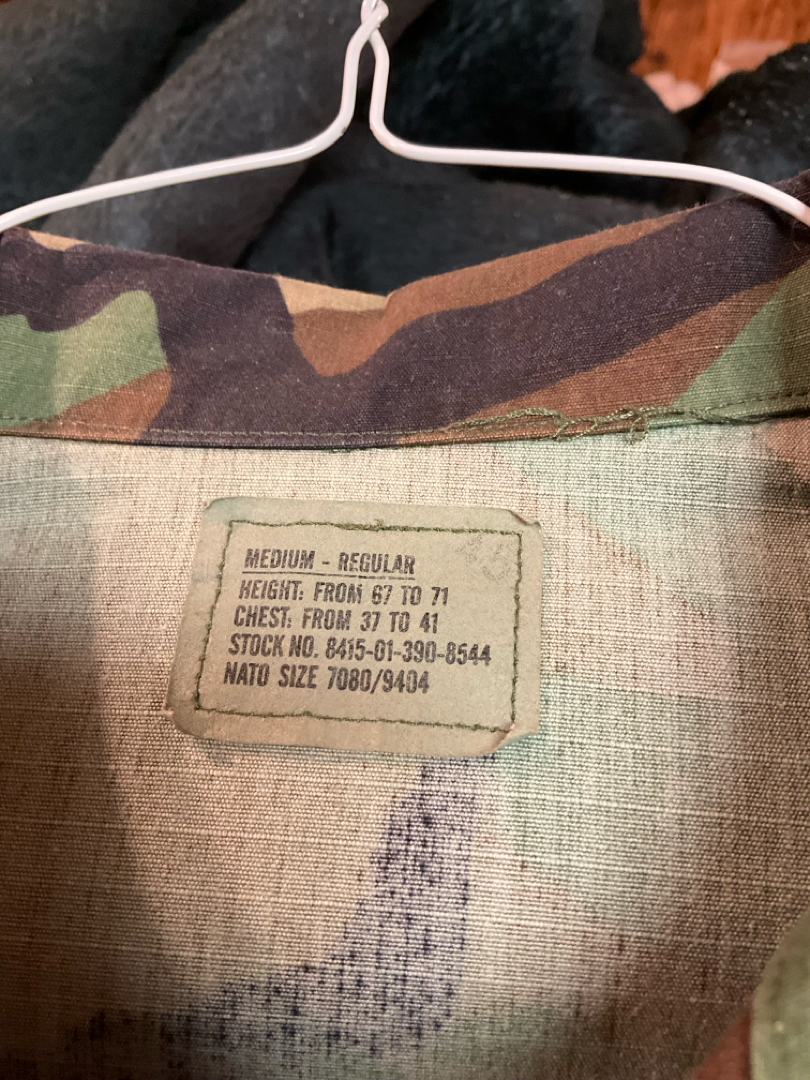 MEDIUM - REGULAR
HEIGHT: FROM 67 TO 71
CHEST: FROM 37 TO 41
STOCK NO. 8415-01-390-8544
NATO SIZE 7080/9404